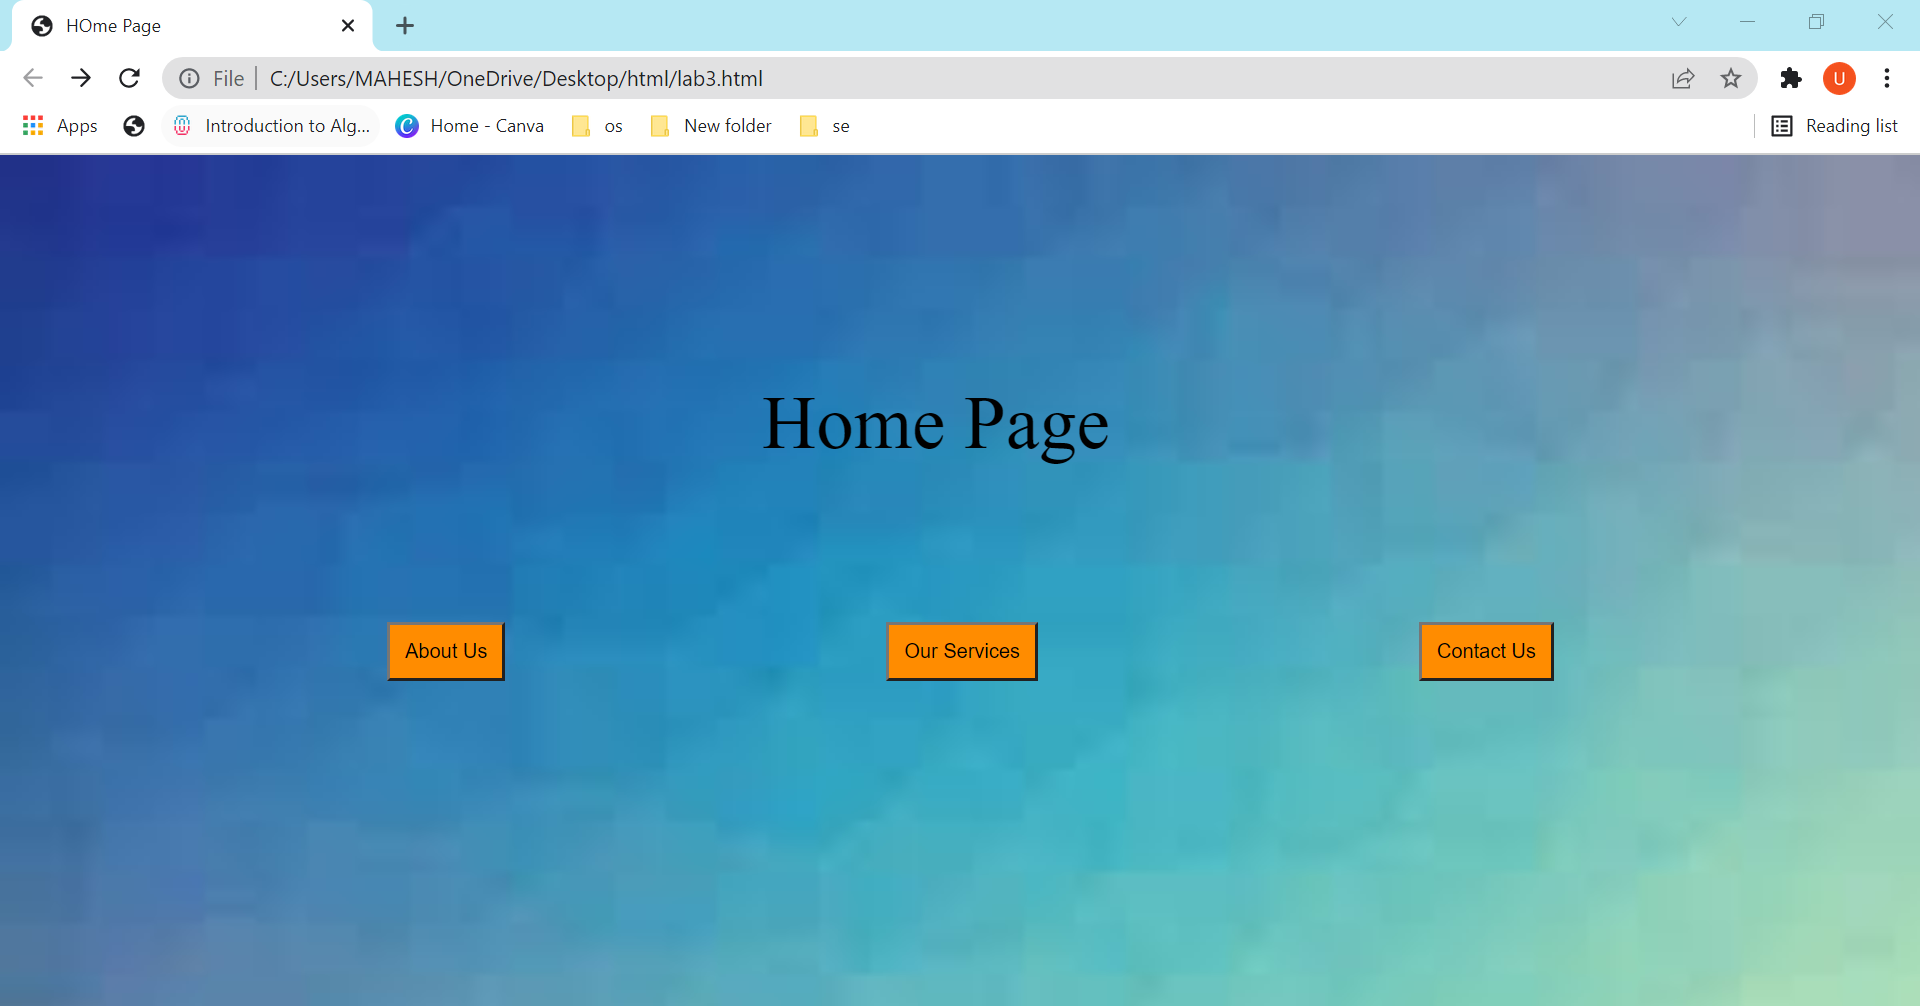 HOme Page
File | C:/Users/MAHESH/OneDrive/Desktop/html/lab3.html
U
Apps Introduction to Alg... Home - Canva os New folder se Reading list
Home Page
About Us Our Services Contact Us